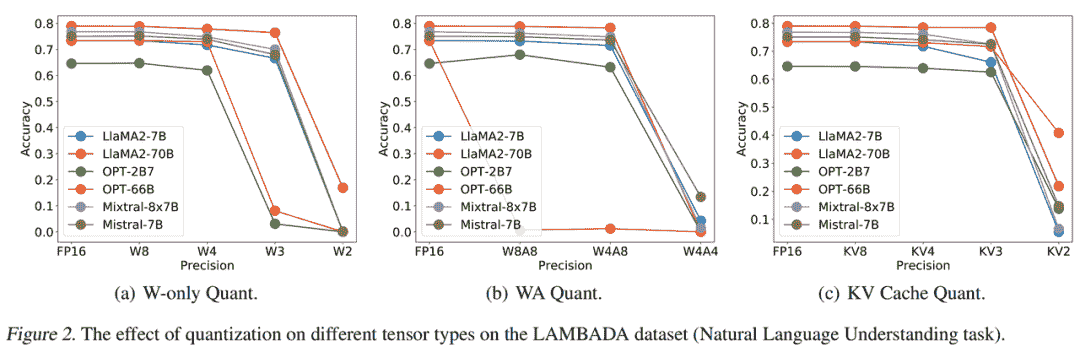 0.8
0.7
0.6
0.5
0.4
0.3
0.2
0.1
0.0
Accuracy
LlaMA2-7B
LlaMA2-70B
OPT-2B7
OPT-66B
Mixtral-8x7B
Mistral-7B
FP16 W8 W4 W3 W2
Precision
(a) W-only Quant.
0.8
0.7
0.6
0.5
0.4
0.3
0.2
0.1
0.0
Accuracy
LlaMA2-7B
LlaMA2-70B
OPT-2B7
OPT-66B
Mixtral-8x7B
Mistral-7B
FP16 W8A8 W4A8 W4A4
Precision
(b) WA Quant.
0.8
0.7
0.6
0.5
0.4
0.3
0.2
0.1
Accuracy
LlaMA2-7B
LlaMA2-70B
OPT-2B7
OPT-66B
Mixtral-8x7B
Mistral-7B
FP16 KV8 KV4 KV3 KV2
Precision
(c) KV Cache Quant.
Figure 2. The effect of quantization on different tensor types on the LAMBADA dataset (Natural Language Understanding task).